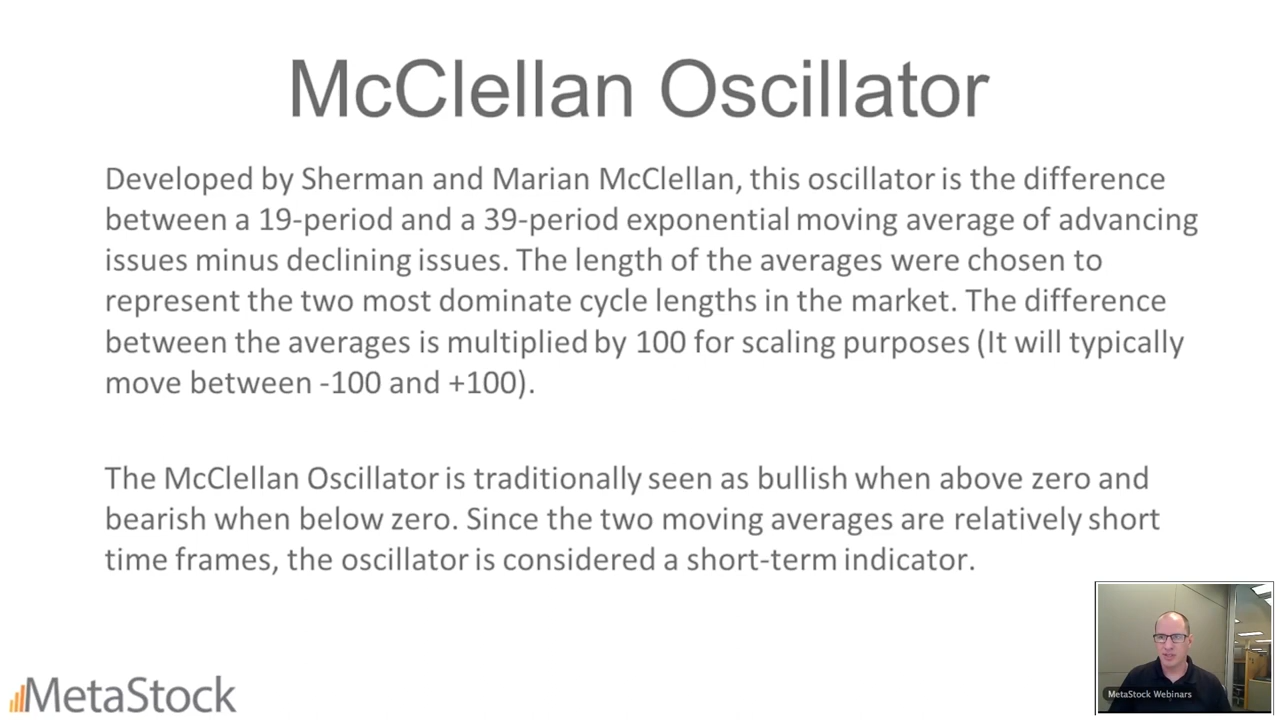 McClellan Oscillator
Developed by Sherman and Marian McClellan, this oscillator is the difference
between a 19-period and a 39-period exponential moving average of advancing
issues minus declining issues. The length of the averages were chosen to
represent the two most dominate cycle lengths in the market. The difference
between the averages is multiplied by 100 for scaling purposes (It will typically
move between -100 and +100).
The McClellan Oscillator is traditionally seen as bullish when above zero and
bearish when below zero. Since the two moving averages are relatively short
time frames, the oscillator is considered a short-term indicator.
MetaStock Webinars
MetaStock